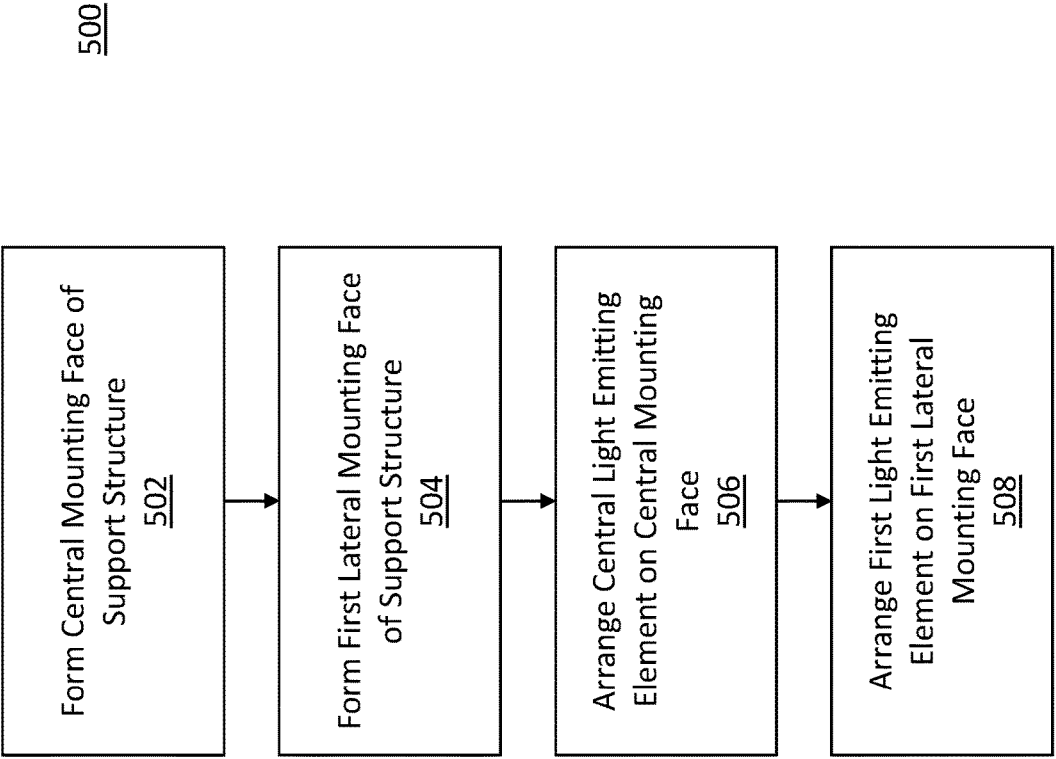 500
Form Central Mounting Face of
Support Structure
502
Form First Lateral Mounting Face
of Support Structure
504
Arrange Central Light Emitting
Element on Central Mounting
Face
506
Arrange First Light Emitting
Element on First Lateral
Mounting Face
508